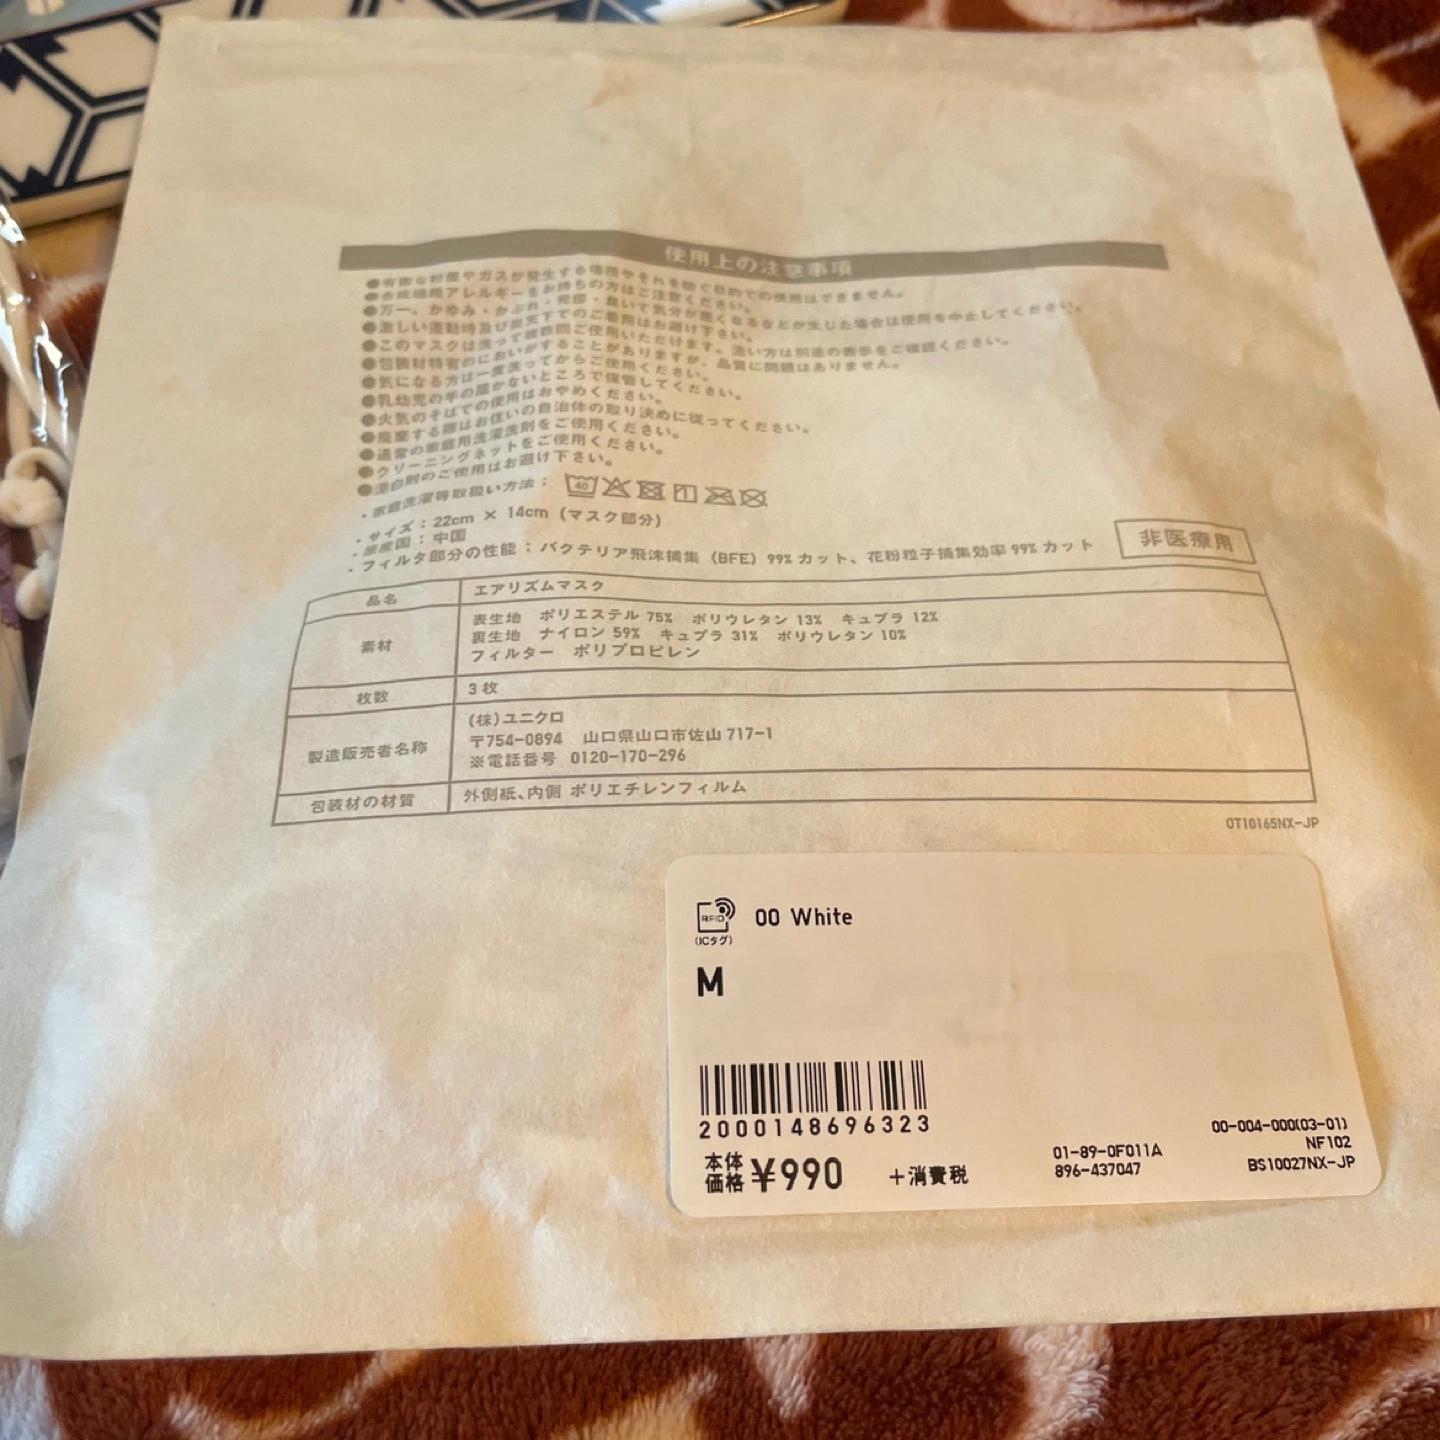 使用上の注意事項
●有害な粉塵やガスが発生する場所やそれを防ぐ目的での使用はできません。
●合成繊維アレルギーをお持ちの方はご注意ください。
●万一、かゆみ・かぶれ・発疹・臭いで気分が悪くなるなどが生じた場合は使用を中止してください。
●激しい運動時及び炎天下でのご着用はお避け下さい。
●このマスクは洗って複数回ご使用いただけます。洗い方は別途の表示をご確認ください。
●包装材特有のにおいがすることがありますが、品質に問題はありません。
●気になる方は一度洗ってからご使用ください。
●乳幼児の手の届かないところで保管してください。
●火気のそばでの使用はおやめください。
●廃棄する際はお住いの自治体の取り決めに従ってください。
●通常の家庭用洗濯洗剤をご使用ください。
●クリーニングネットをご使用ください。
●漂白剤のご使用はお避け下さい。
・家庭洗濯等取扱い方法： 40
・サイズ：22cm × 14cm (マスク部分)
・原産国：中国
・フィルタ部分の性能：バクテリア飛沫捕集（BFE）99% カット、花粉粒子捕集効率 99% カット
非医療用
品名 エアリズムマスク
素材 表生地 ポリエステル 75% ポリウレタン 13% キュプラ 12%
裏生地 ナイロン 59% キュプラ 31% ポリウレタン 10%
フィルター ポリプロピレン
枚数 3 枚
製造販売者名称 (株)ユニクロ
〒754-0894 山口県山口市佐山 717-1
※電話番号 0120-170-296
包装材の材質 外側紙、内側 ポリエチレンフィルム
OT10165NX-JP
RFID
(ICタグ)
00 White
M
2000148696323
本体価格 ¥990 +消費税
01-89-0F011A
896-437047
00-004-000(03-01)
NF102
BS10027NX-JP